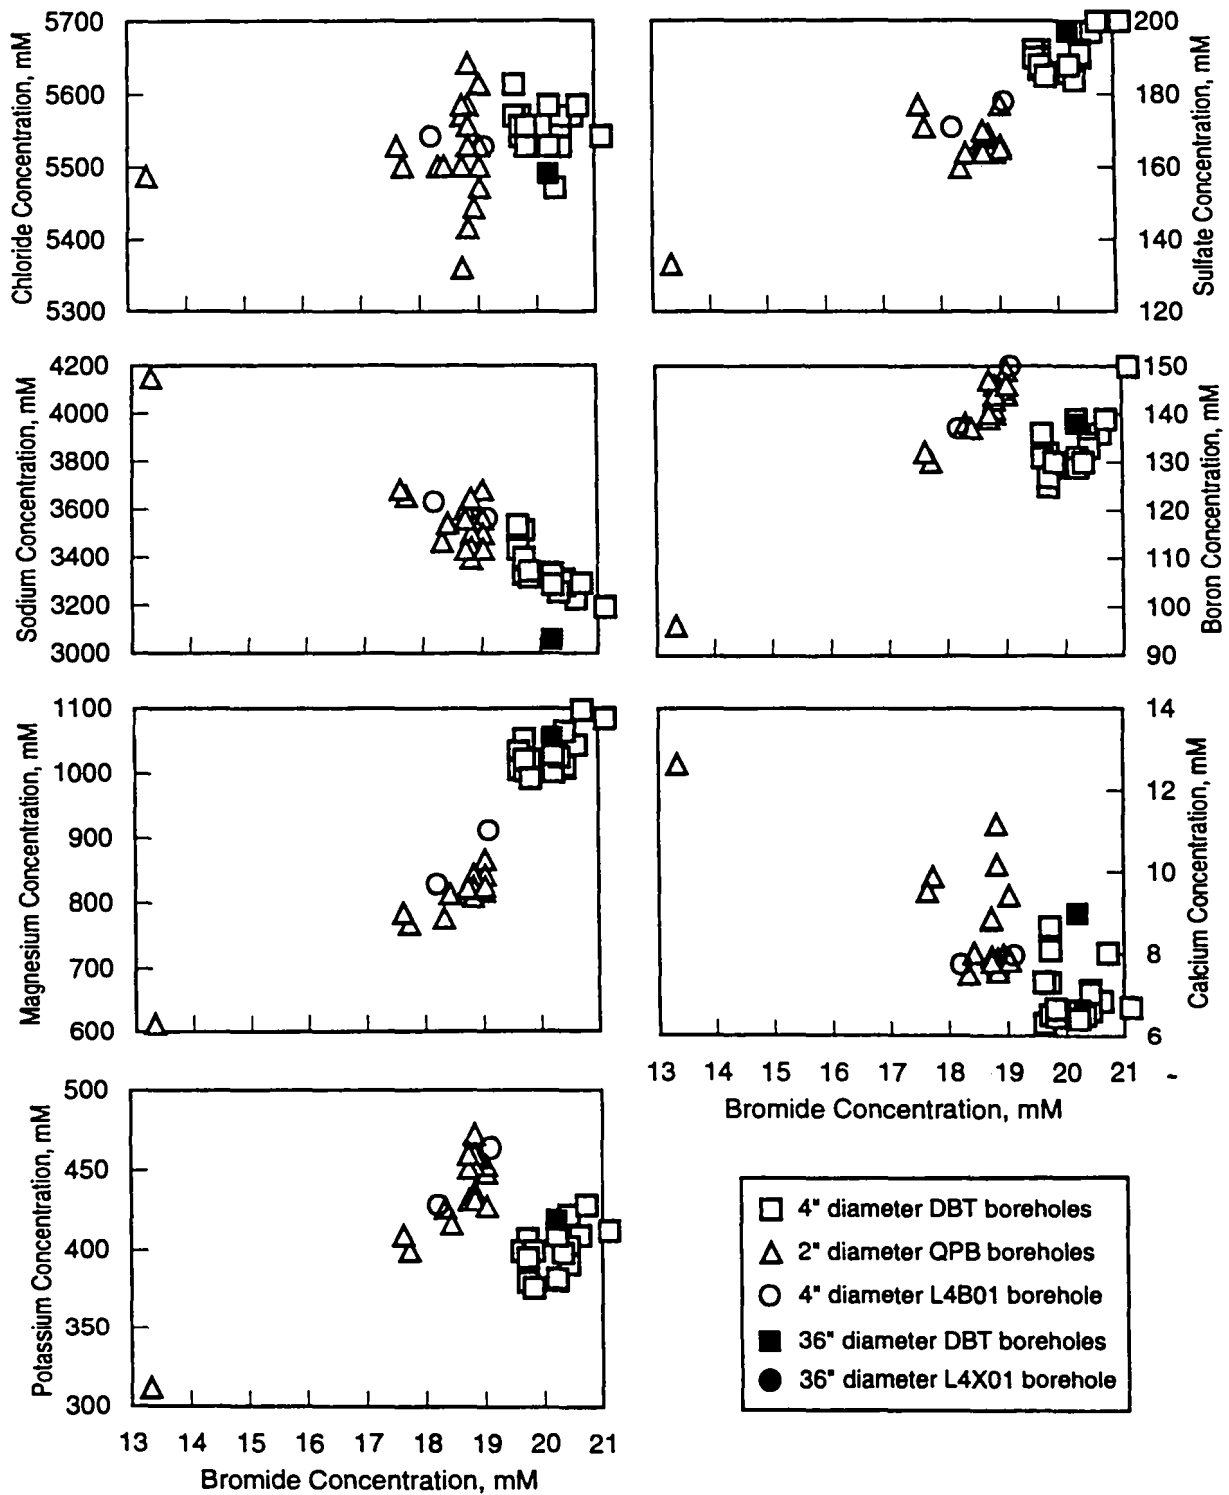 Chloride Concentration, mM
5700
5600
5500
5400
5300
200
180
160
140
120
Sulfate Concentration, mM
Sodium Concentration, mM
4200
4000
3800
3600
3400
3200
3000
150
140
130
120
110
100
90
Boron Concentration, mM
Magnesium Concentration, mM
1100
1000
900
800
700
600
14
12
10
8
6
Calcium Concentration, mM
13 14 15 16 17 18 19 20 21
Bromide Concentration, mM
Potassium Concentration, mM
500
450
400
350
300
13 14 15 16 17 18 19 20 21
Bromide Concentration, mM
4" diameter DBT boreholes
2" diameter QPB boreholes
4" diameter L4B01 borehole
36" diameter DBT boreholes
36" diameter L4X01 borehole